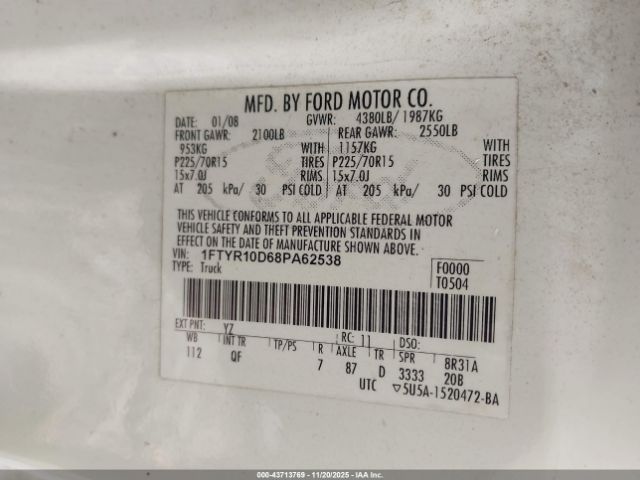 MFD. BY FORD MOTOR CO.
DATE: 01/08 GVWR: 4380LB/ 1987KG
FRONT GAWR: 2100LB REAR GAWR: 2550LB
953KG WITH 1157KG WITH
P225/70R15 TIRES P225/70R15 TIRES
15x7.0J RIMS 15x7.0J RIMS
AT 205 kPa/ 30 PSI COLD AT 205 kPa/ 30 PSI COLD
THIS VEHICLE CONFORMS TO ALL APPLICABLE FEDERAL MOTOR
VEHICLE SAFETY AND THEFT PREVENTION STANDARDS IN
EFFECT ON THE DATE OF MANUFACTURE SHOWN ABOVE.
VIN: 1FTYR10D68PA62538 F0000
TYPE: Truck T0504
EXT PNT: YZ RC: 11 DSO:
WB INT TR TP/PS R AXLE TR SPR 8R31A
112 QF 7 87 D 3333 20B
UTC ▽5U5A-1520472-BA
000-43713769 - 11/20/2025 - IAA Inc.